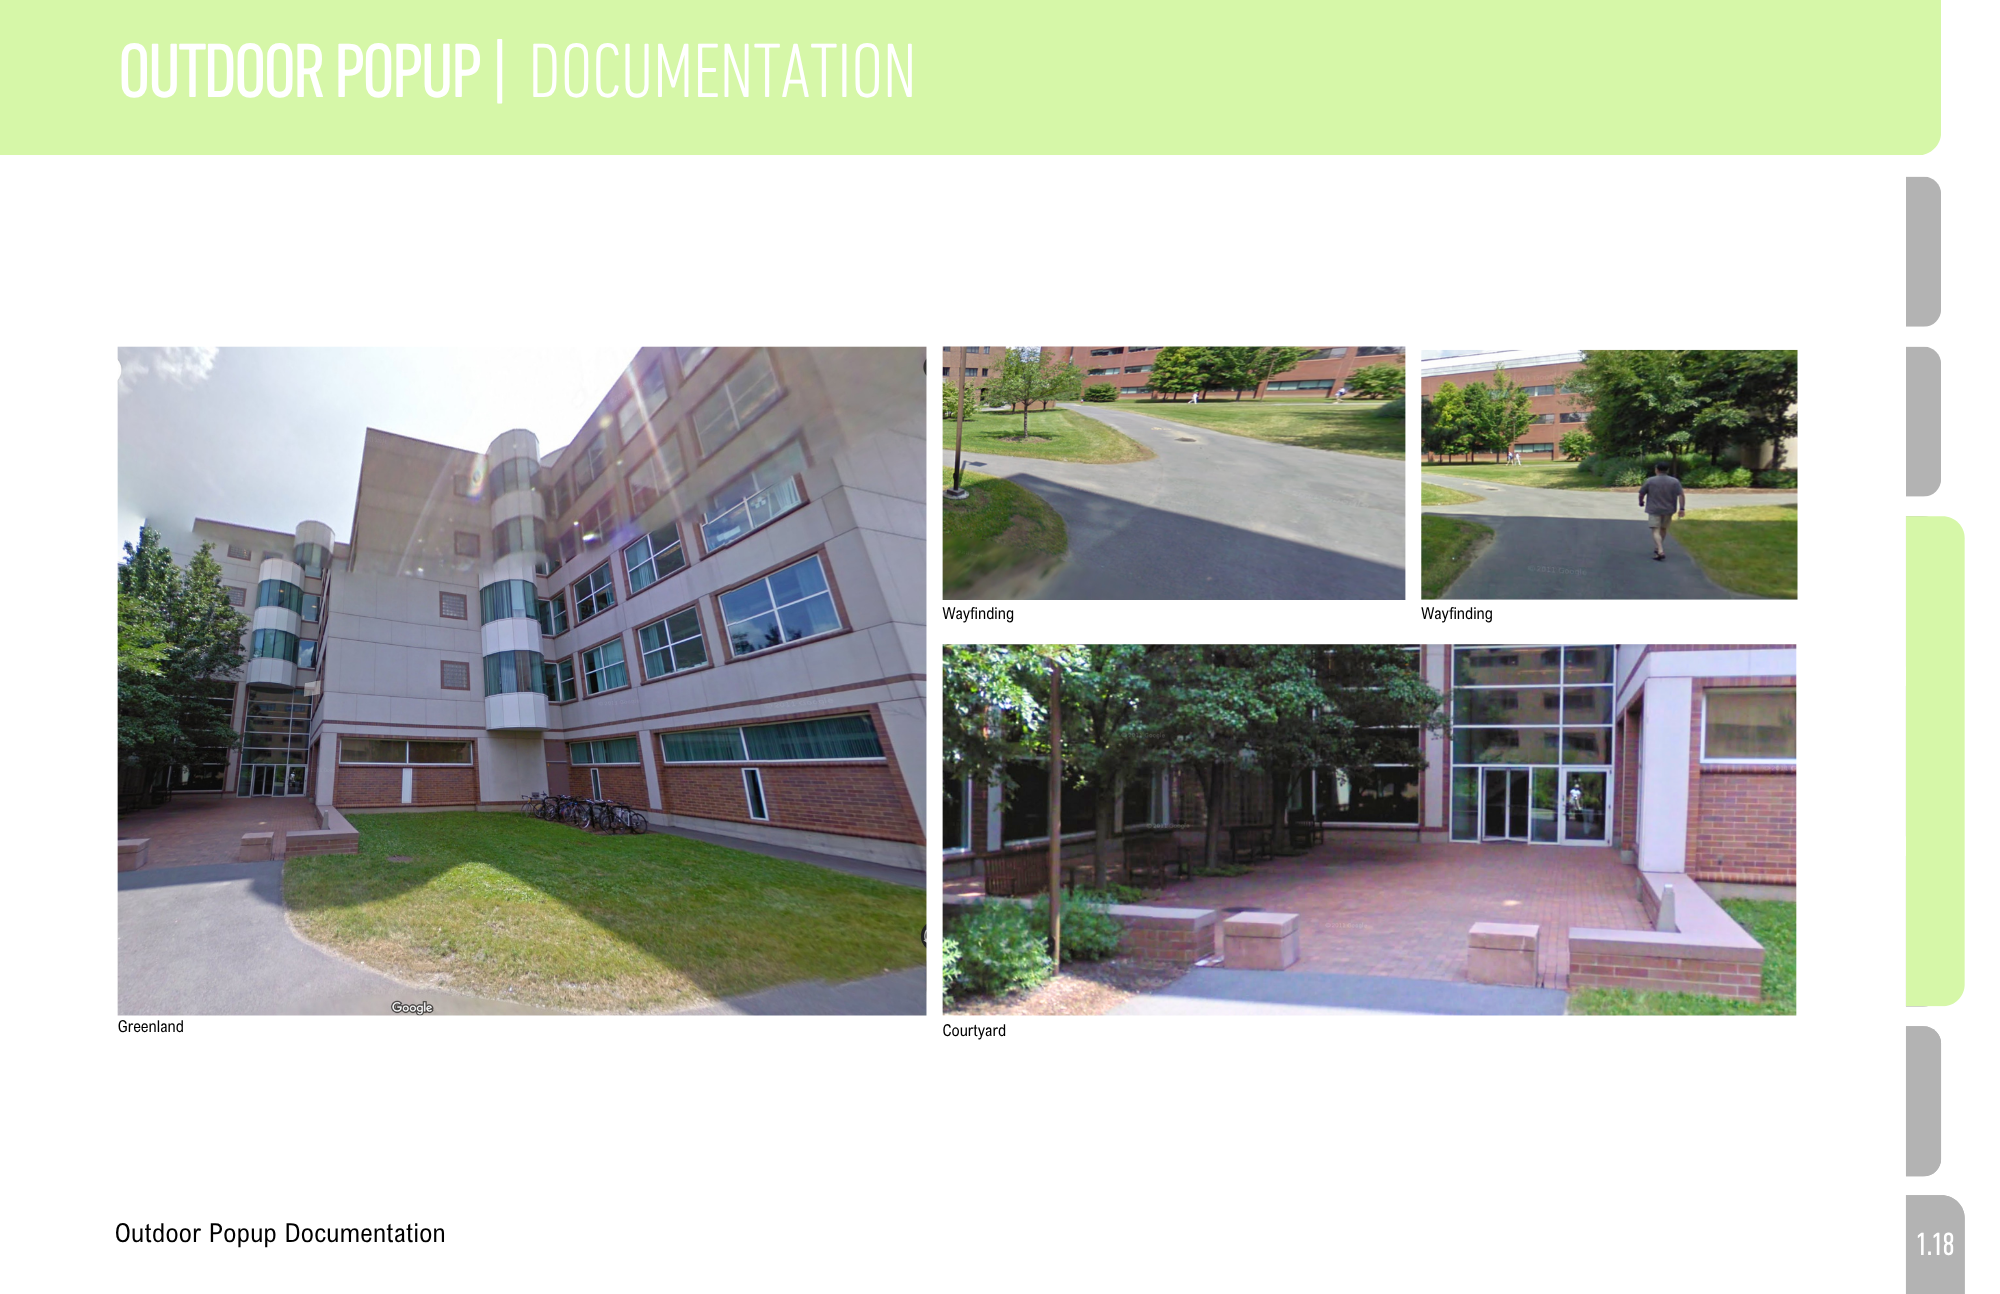 OUTDOOR POPUP | DOCUMENTATION
Google
Greenland
Wayfinding
Wayfinding
Courtyard
Outdoor Popup Documentation
1.18